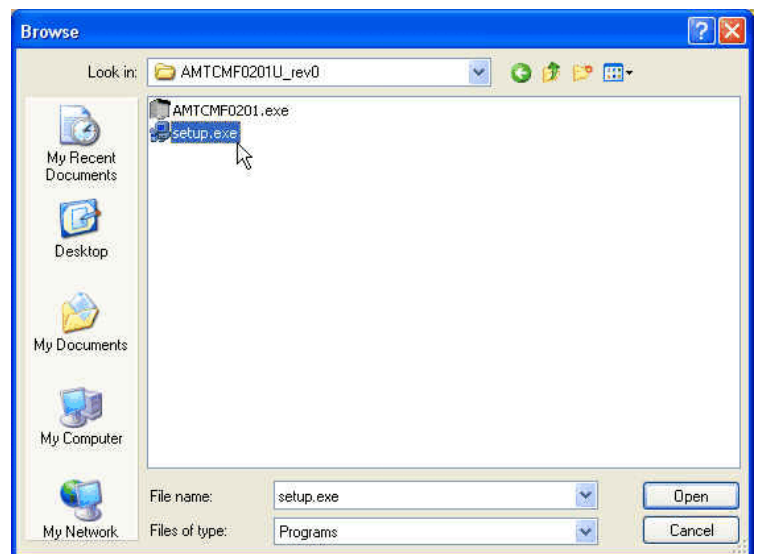 Browse
Look in: AMTCMF0201U_rev0
AMTCMF0201.exe
setup.exe
My Recent
Documents
Desktop
My Documents
My Computer
My Network
File name: setup.exe Open
Files of type: Programs Cancel